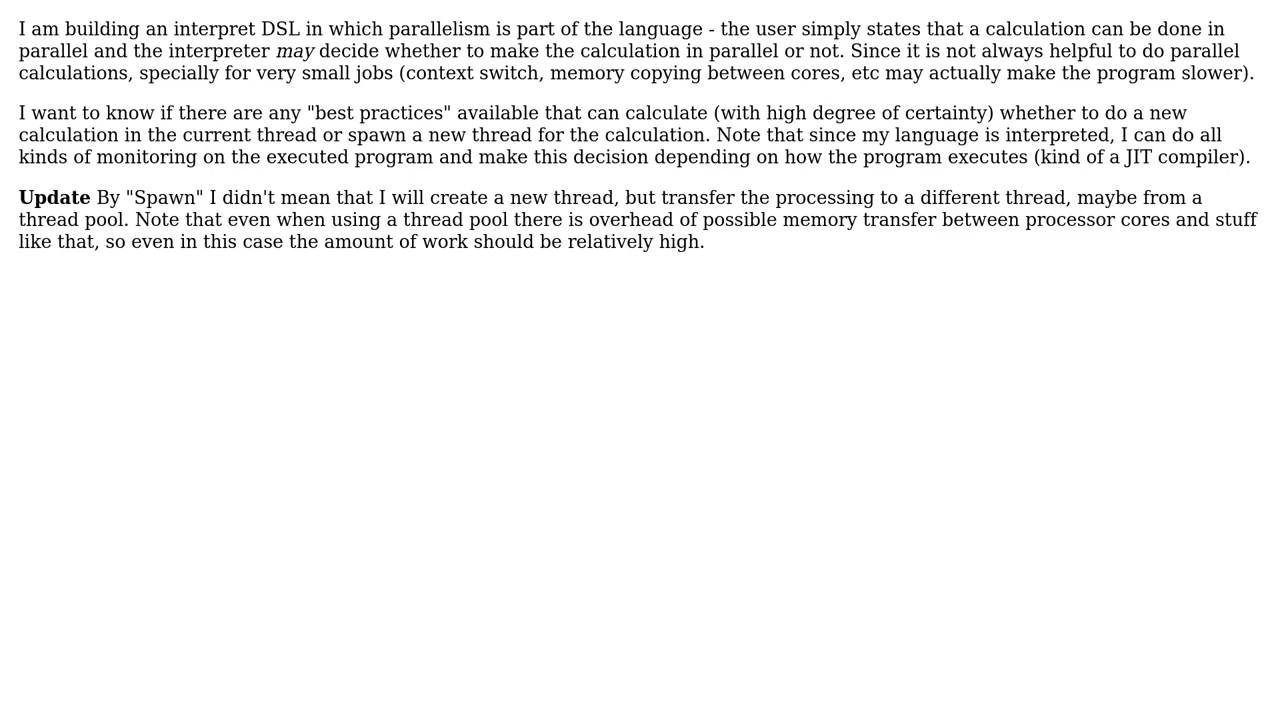 I am building an interpret DSL in which parallelism is part of the language - the user simply states that a calculation can be done in
parallel and the interpreter may decide whether to make the calculation in parallel or not. Since it is not always helpful to do parallel
calculations, specially for very small jobs (context switch, memory copying between cores, etc may actually make the program slower).
I want to know if there are any "best practices" available that can calculate (with high degree of certainty) whether to do a new
calculation in the current thread or spawn a new thread for the calculation. Note that since my language is interpreted, I can do all
kinds of monitoring on the executed program and make this decision depending on how the program executes (kind of a JIT compiler).
Update By "Spawn" I didn't mean that I will create a new thread, but transfer the processing to a different thread, maybe from a
thread pool. Note that even when using a thread pool there is overhead of possible memory transfer between processor cores and stuff
like that, so even in this case the amount of work should be relatively high.